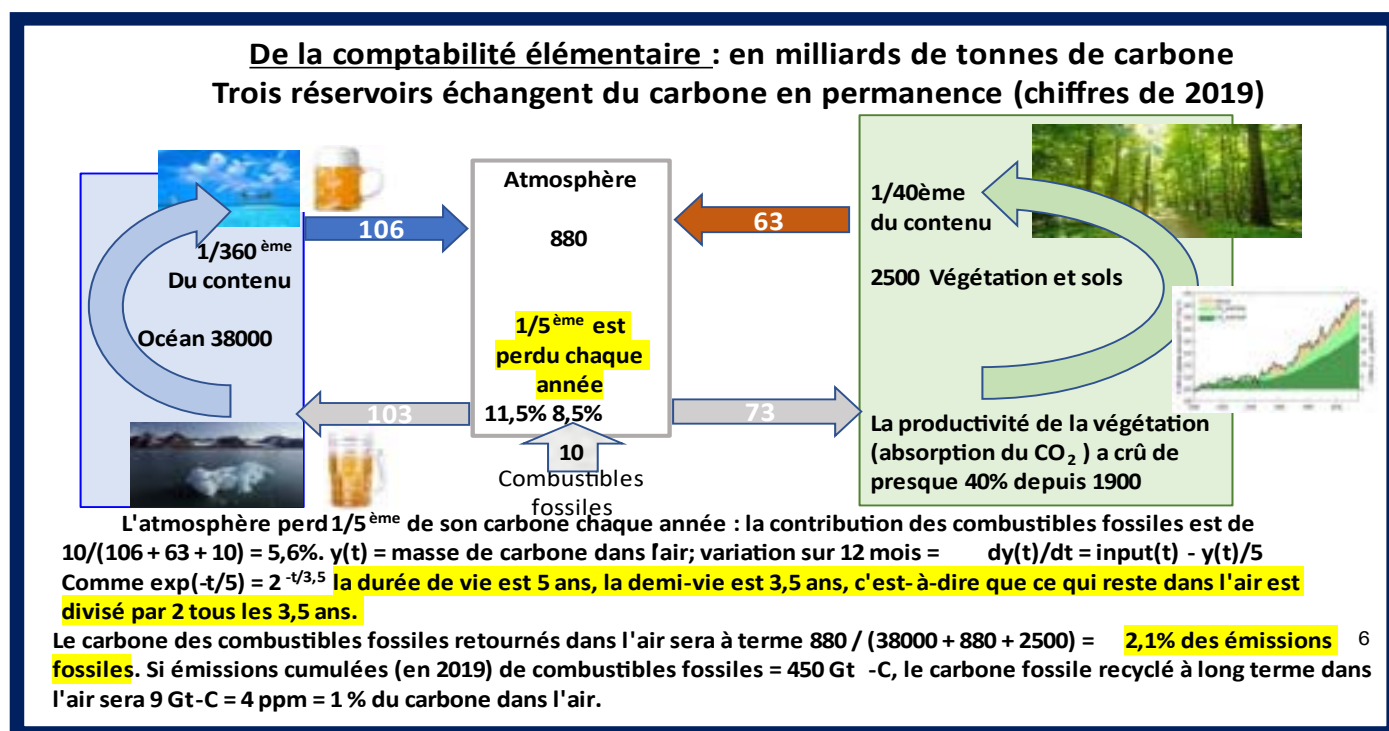 De la comptabilité élémentaire : en milliards de tonnes de carbone
Trois réservoirs échangent du carbone en permanence (chiffres de 2019)
1/360 ème
Du contenu
Océan 38000
106
103
Atmosphère
880
1/5ème est
perdu chaque
année
11,5% 8,5%
10
Combustibles
fossiles
63
73
1/40ème
du contenu
2500 Végétation et sols
La productivité de la végétation
(absorption du CO2 ) a crû de
presque 40% depuis 1900
L'atmosphère perd 1/5ème de son carbone chaque année : la contribution des combustibles fossiles est de
10/(106 + 63 + 10) = 5,6%. y(t) = masse de carbone dans l'air; variation sur 12 mois = dy(t)/dt = input(t) - y(t)/5
Comme exp(-t/5) = 2 -t/3,5 la durée de vie est 5 ans, la demi-vie est 3,5 ans, c'est-à-dire que ce qui reste dans l'air est
divisé par 2 tous les 3,5 ans.
Le carbone des combustibles fossiles retournés dans l'air sera à terme 880 / (38000 + 880 + 2500) = 2,1% des émissions
fossiles. Si émissions cumulées (en 2019) de combustibles fossiles = 450 Gt -C, le carbone fossile recyclé à long terme dans
l'air sera 9 Gt-C = 4 ppm = 1 % du carbone dans l'air.
6